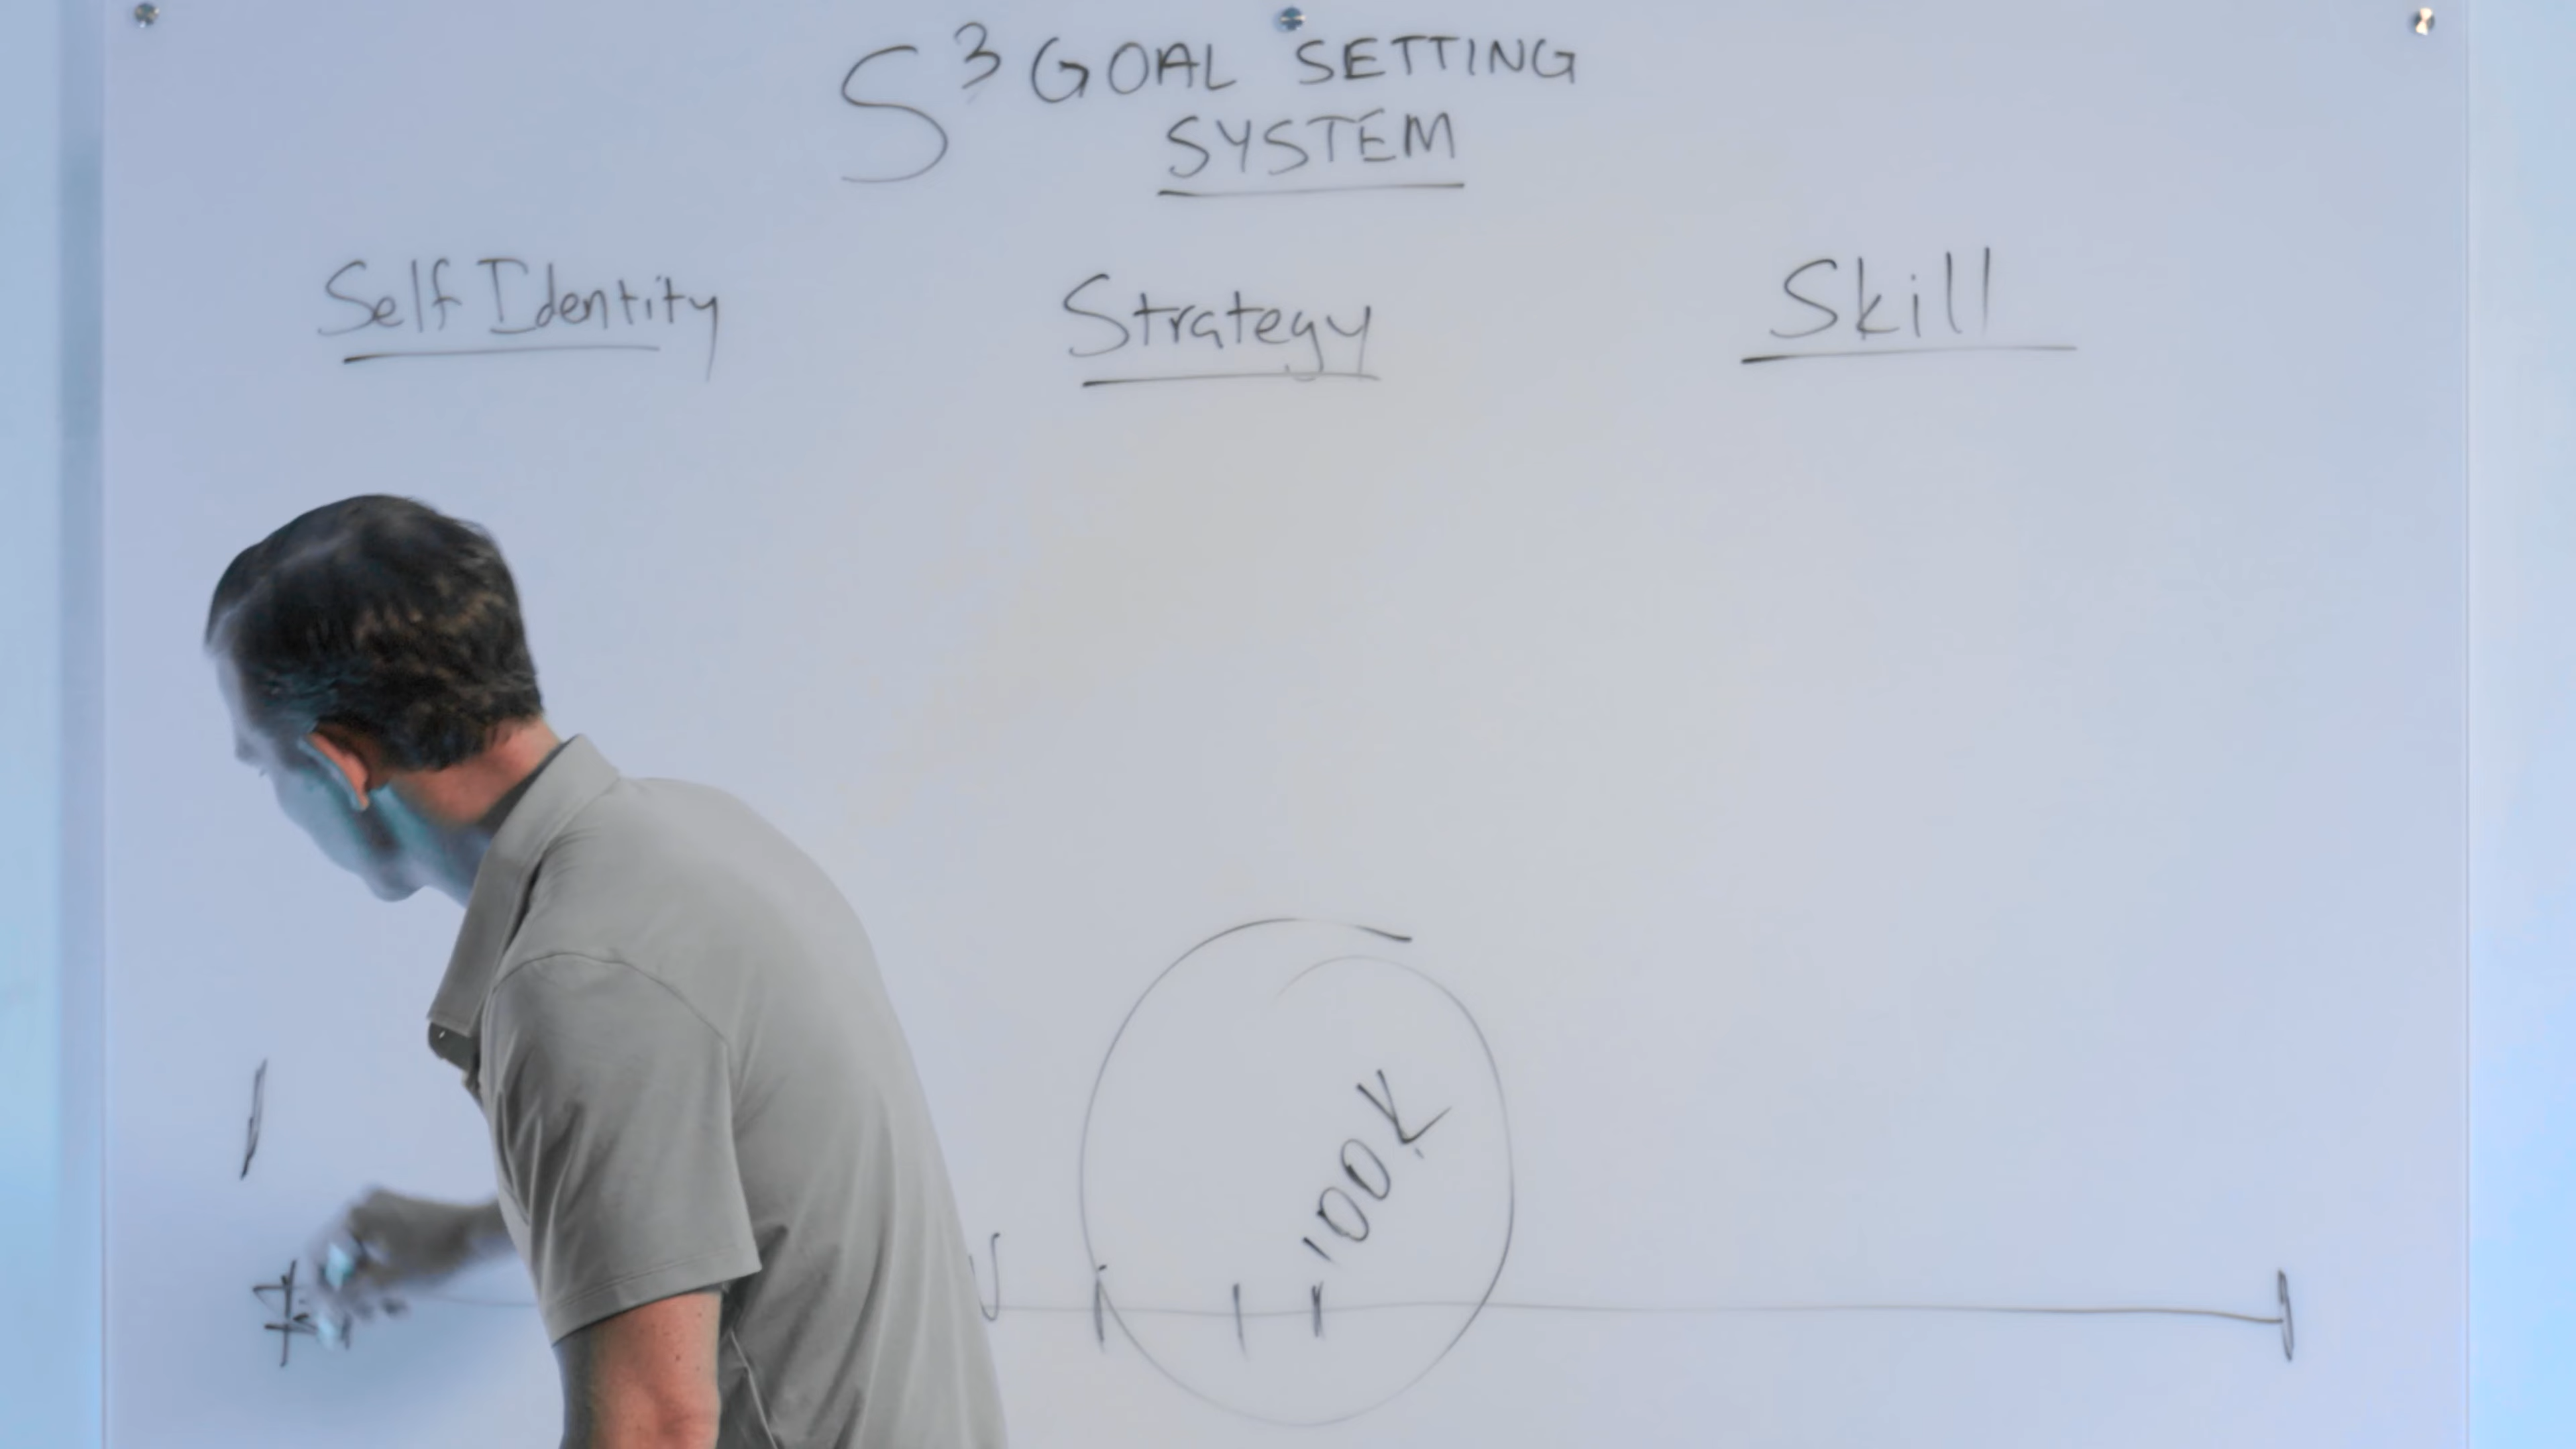 S³ GOAL SETTING
SYSTEM
Self Identity
Strategy
Skill
100K